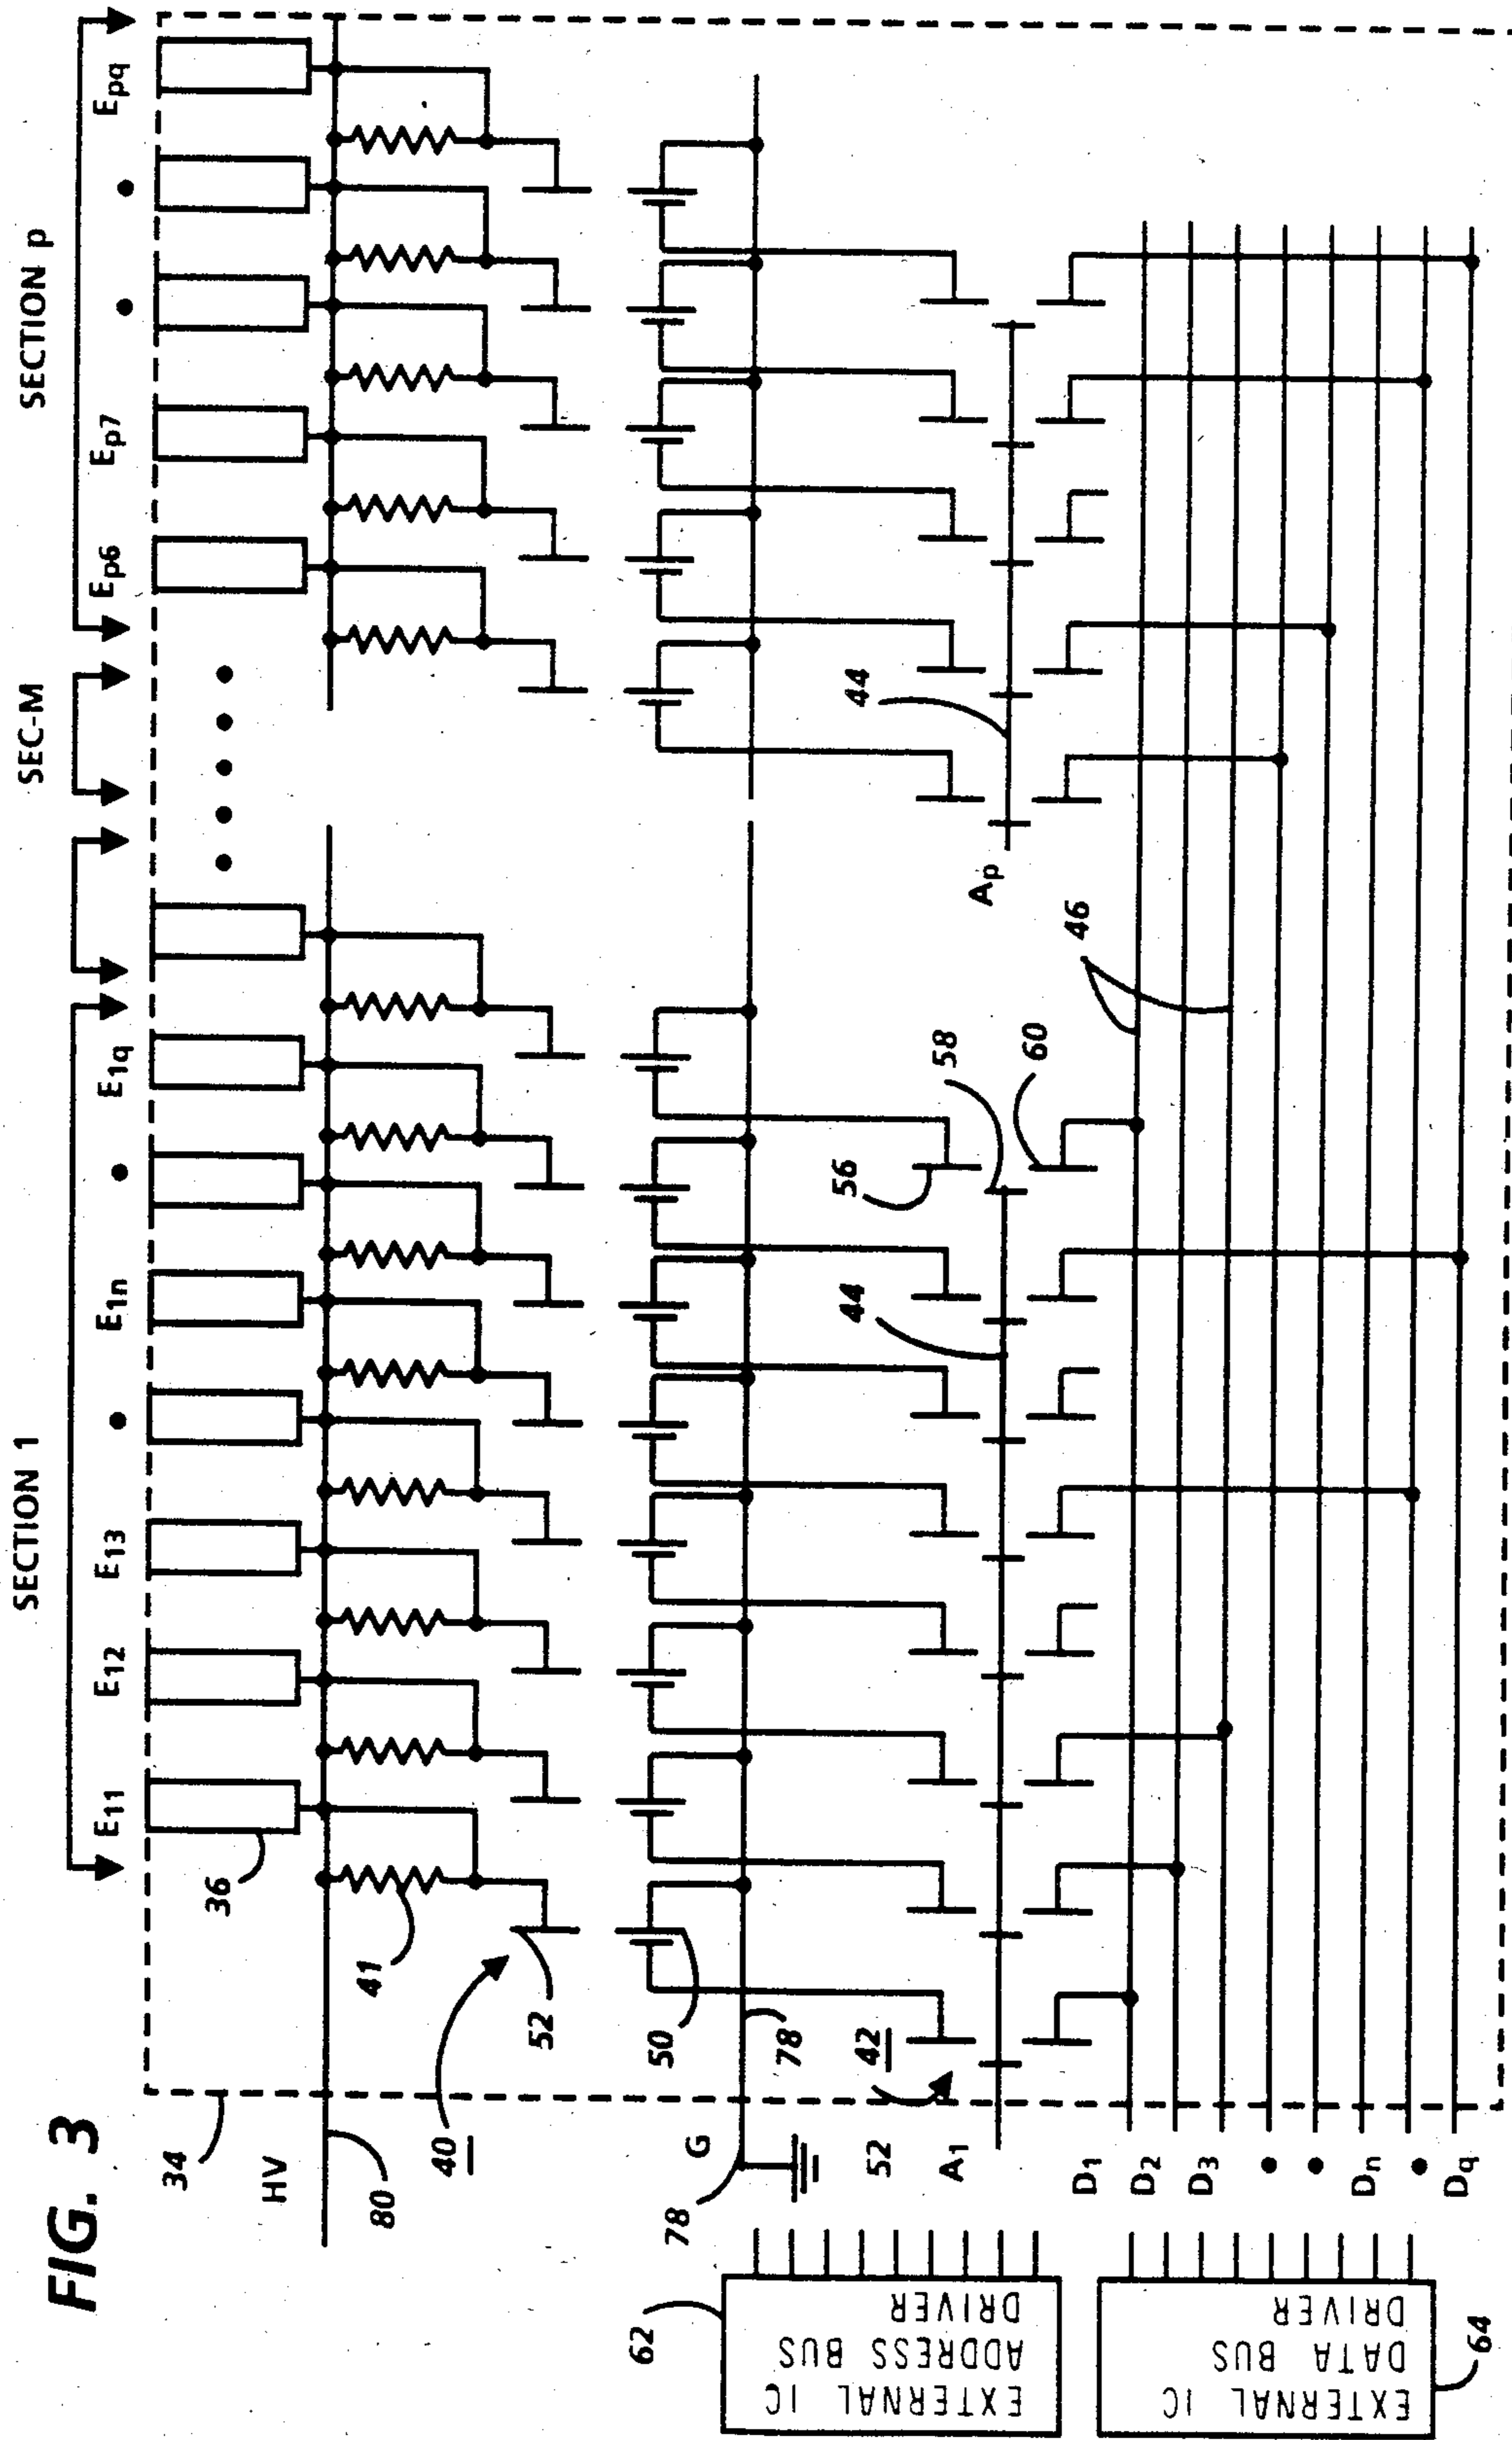 FIG. 3
SECTION 1
SEC-M
SECTION p
E11
E12
E13
E1n
E1q
Ep6
Ep7
Epq
34
36
HV
80
41
40
52
50
G
78
78
42
52
A1
44
56
58
60
46
Ap
44
D1
D2
D3
Dn
Dq
62
EXTERNAL IC
ADDRESS BUS
DRIVER
EXTERNAL IC
DATA BUS
DRIVER
64